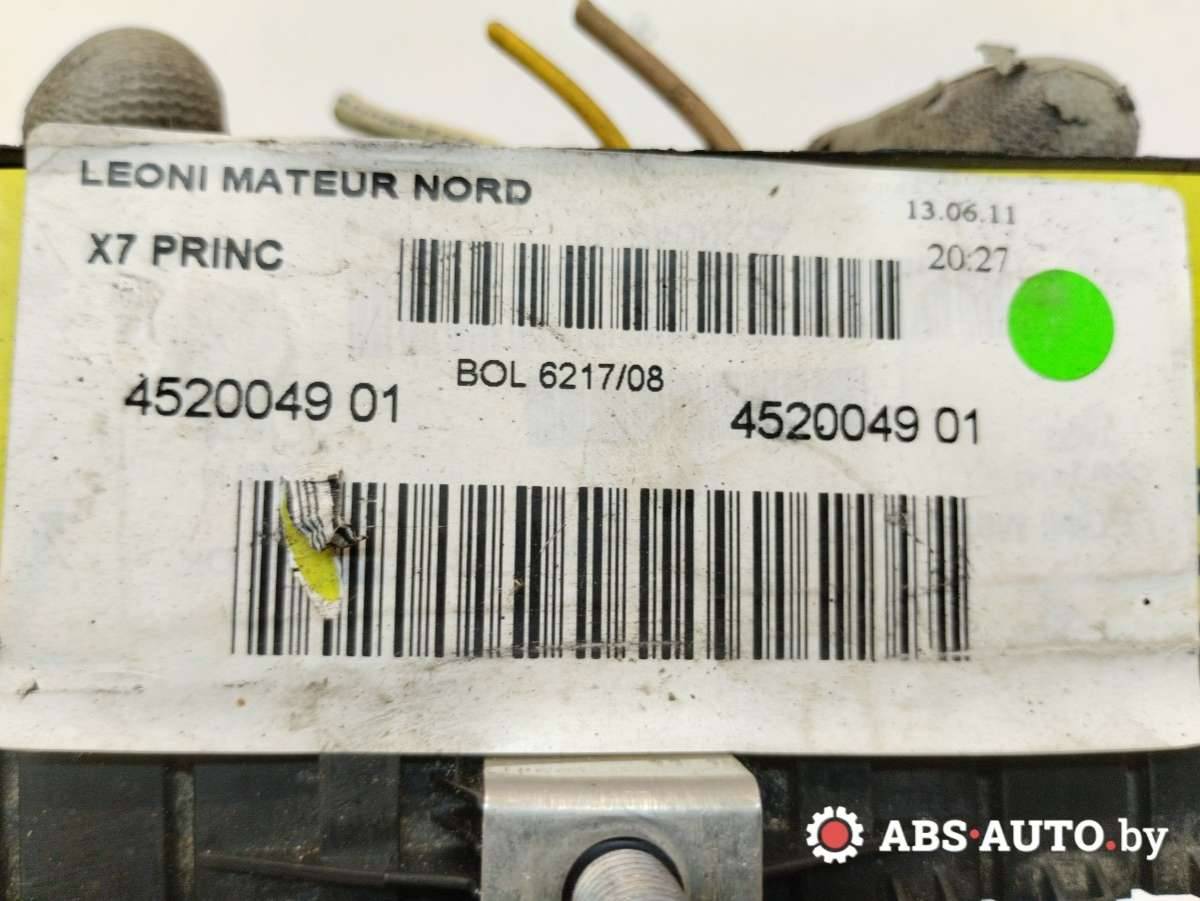 LEONI MATEUR NORD
13.06.11
X7 PRINC
20:27
BOL 6217/08
4520049 01
4520049 01
ABS-AUTO.by